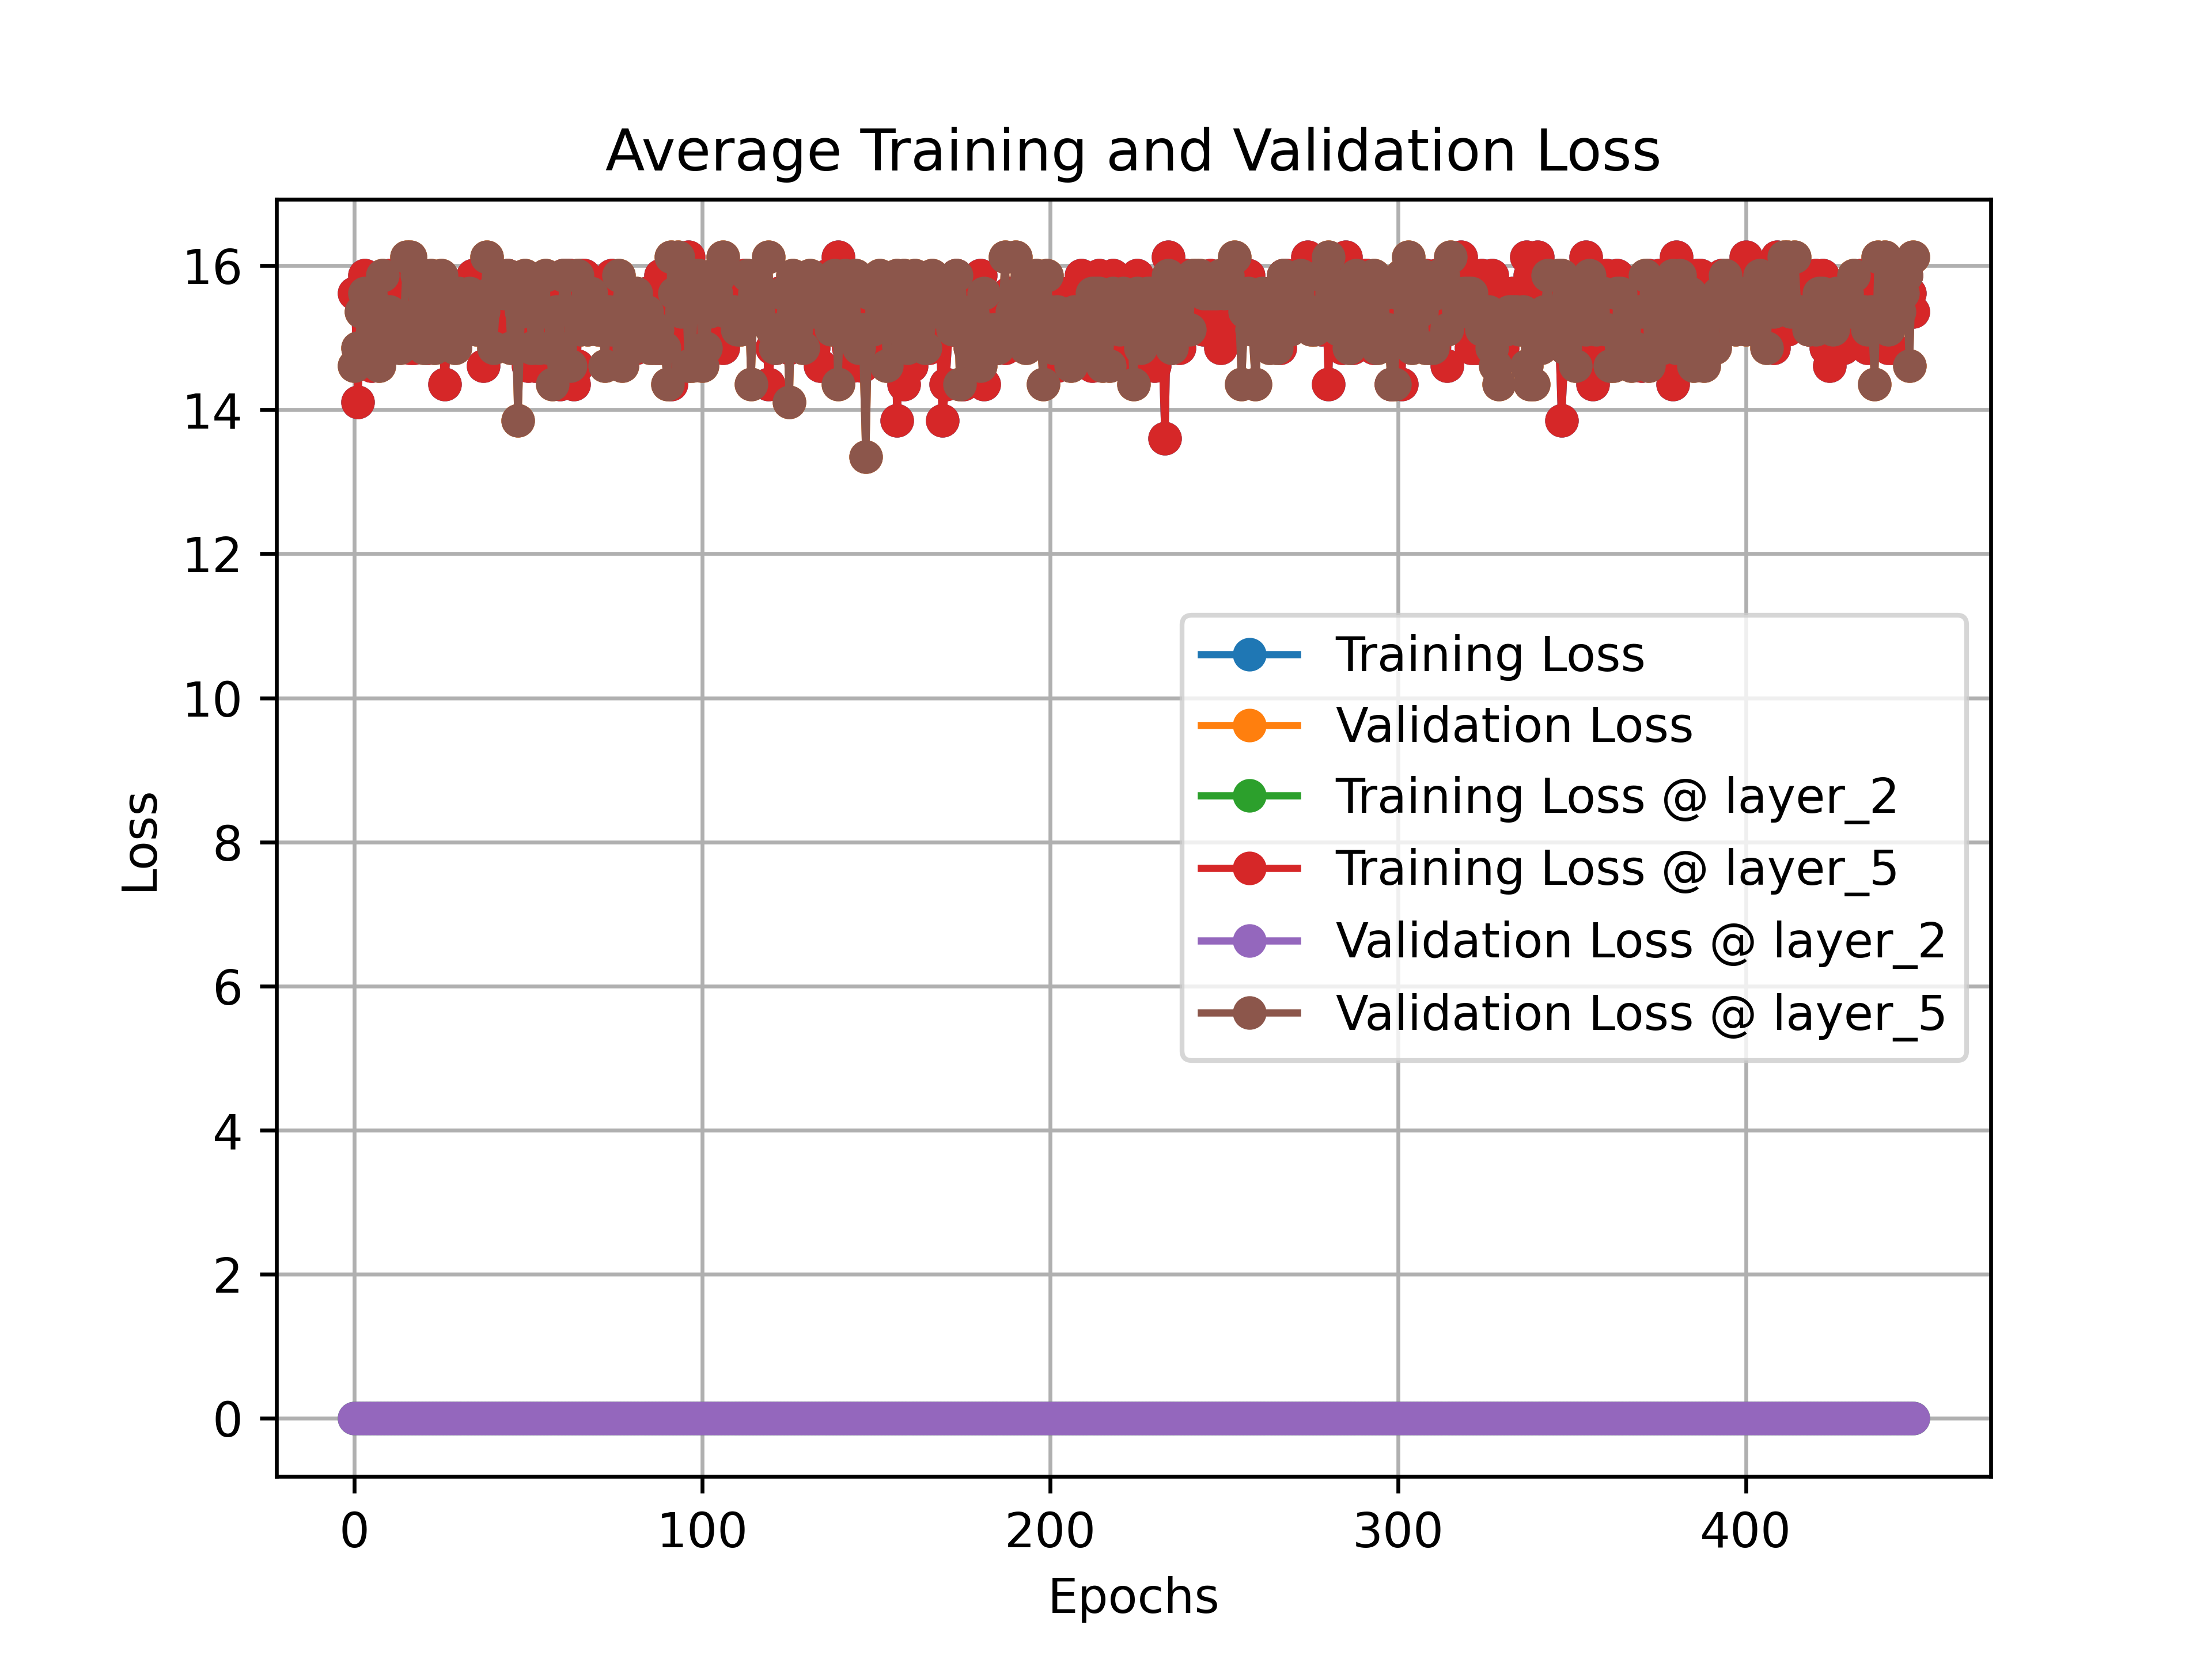 Average Training and Validation Loss
16
14
12
10
8
6
4
2
0
Loss
Training Loss
Validation Loss
Training Loss @ layer_2
Training Loss @ layer_5
Validation Loss @ layer_2
Validation Loss @ layer_5
0 100 200 300 400
Epochs